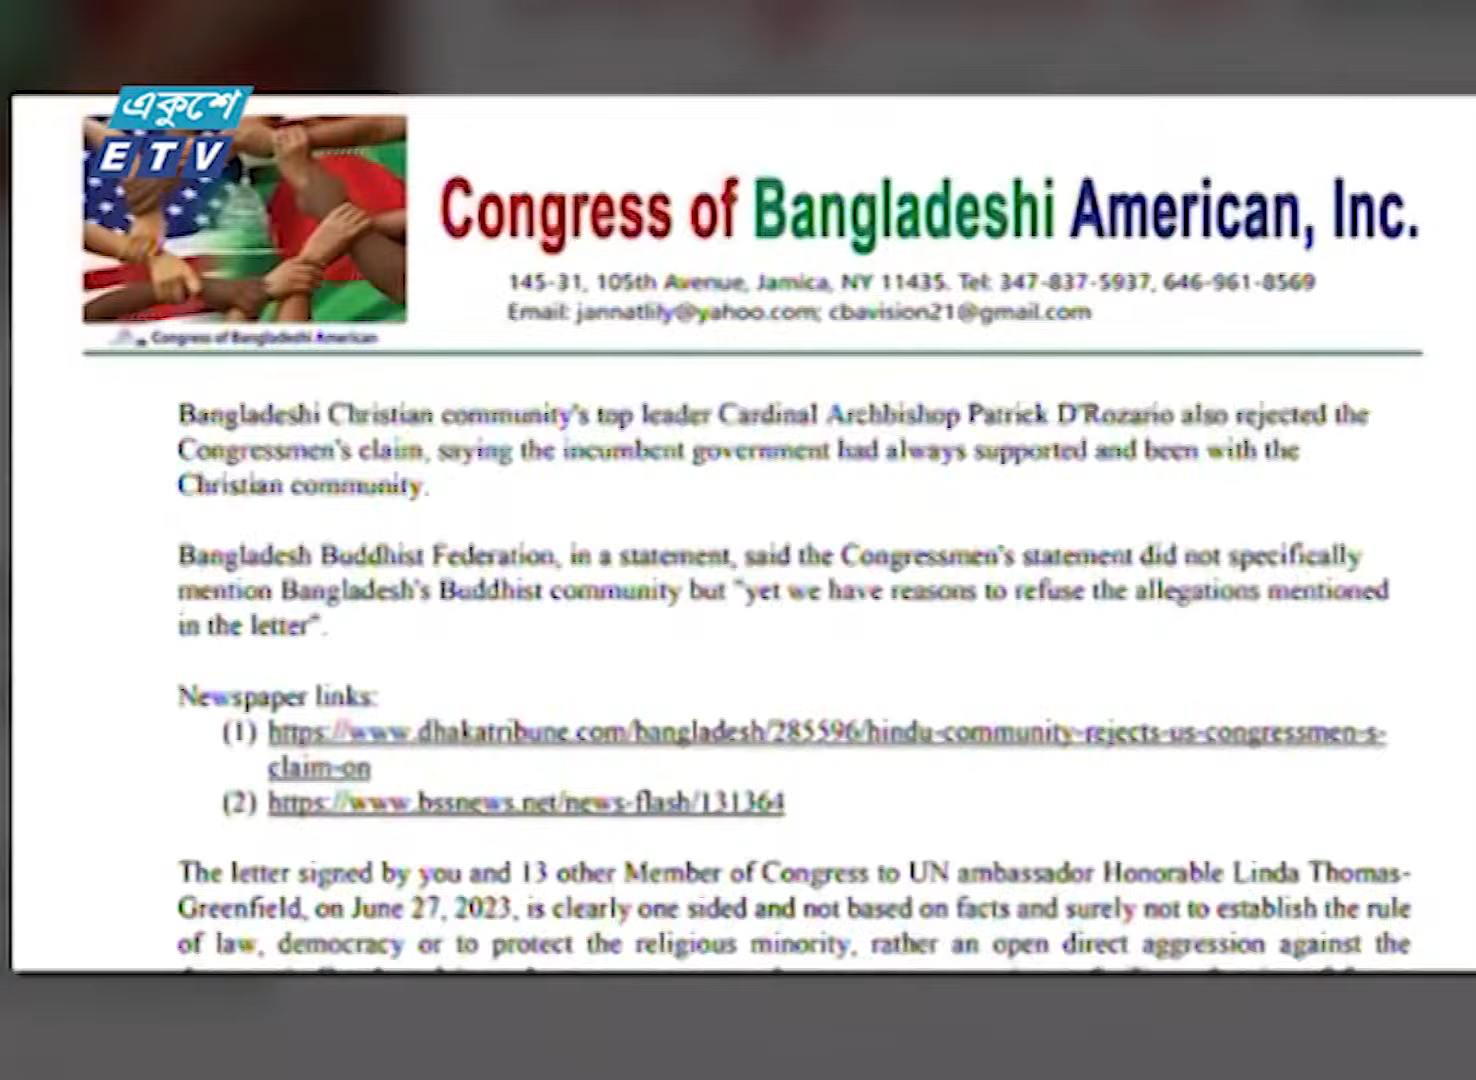 একুশে
ETV
Congress of Bangladeshi American, Inc.
145-31, 105th Avenue, Jamica, NY 11435. Tel: 347-837-5937, 646-961-8569
Email: jannatlily@yahoo.com; cbavision21@gmail.com
Congress of Bangladeshi American
Bangladeshi Christian community's top leader Cardinal Archbishop Patrick D'Rozario also rejected the
Congressmen's claim, saying the incumbent government had always supported and been with the
Christian community.
Bangladesh Buddhist Federation, in a statement, said the Congressmen's statement did not specifically
mention Bangladesh's Buddhist community but "yet we have reasons to refuse the allegations mentioned
in the letter".
Newspaper links:
(1) https://www.dhakatribune.com/bangladesh/285596/hindu-community-rejects-us-congressmen-s-
claim-on
(2) https://www.bssnews.net/news-flash/131364
The letter signed by you and 13 other Member of Congress to UN ambassador Honorable Linda Thomas-
Greenfield, on June 27, 2023, is clearly one sided and not based on facts and surely not to establish the rule
of law, democracy or to protect the religious minority, rather an open direct aggression against the